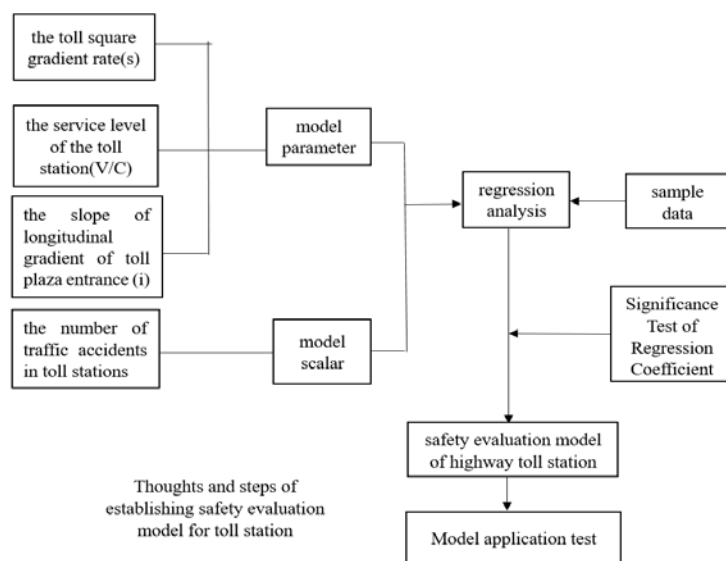 the toll square
gradient rate(s)
the service level
of the toll
station(V/C)
the slope of
longitudinal
gradient of toll
plaza entrance (i)
the number of
traffic accidents
in toll stations
model
parameter
model
scalar
regression
analysis
sample
data
Significance
Test of
Regression
Coefficient
safety evaluation model
of highway toll station
Model application test
Thoughts and steps of
establishing safety evaluation
model for toll station